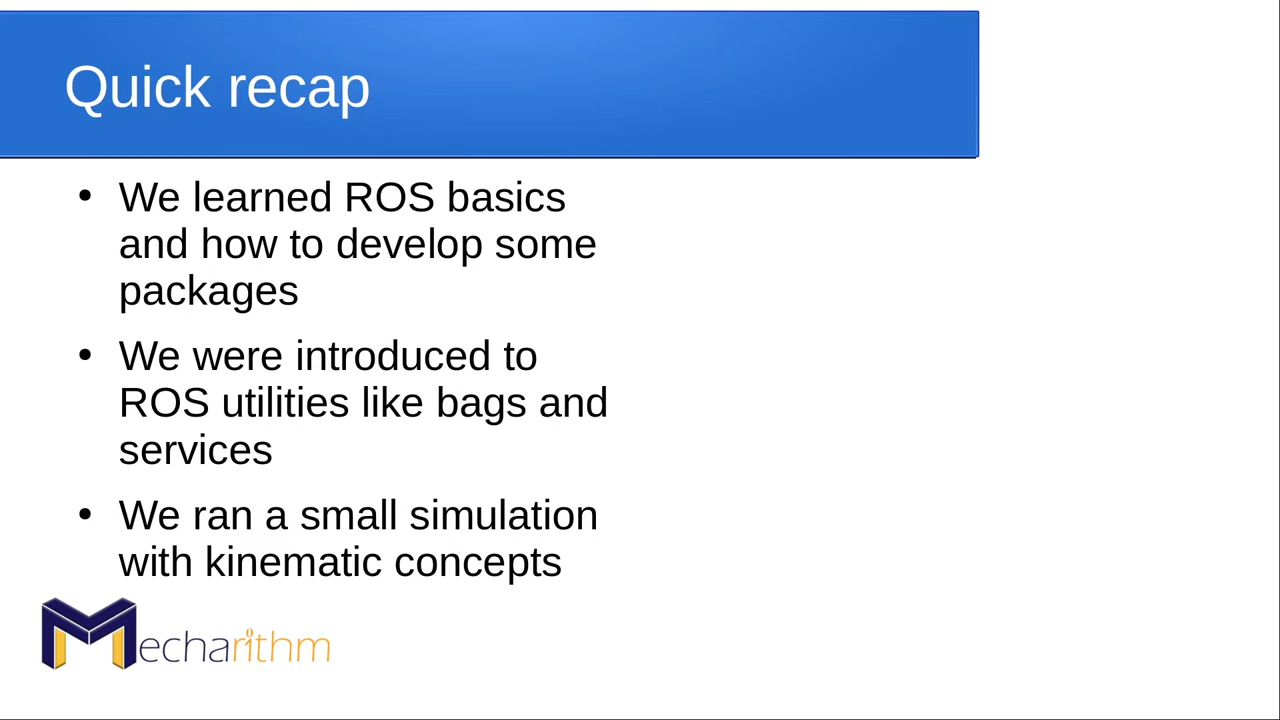 Quick recap
• We learned ROS basics
and how to develop some
packages
• We were introduced to
ROS utilities like bags and
services
• We ran a small simulation
with kinematic concepts
Mecharithm